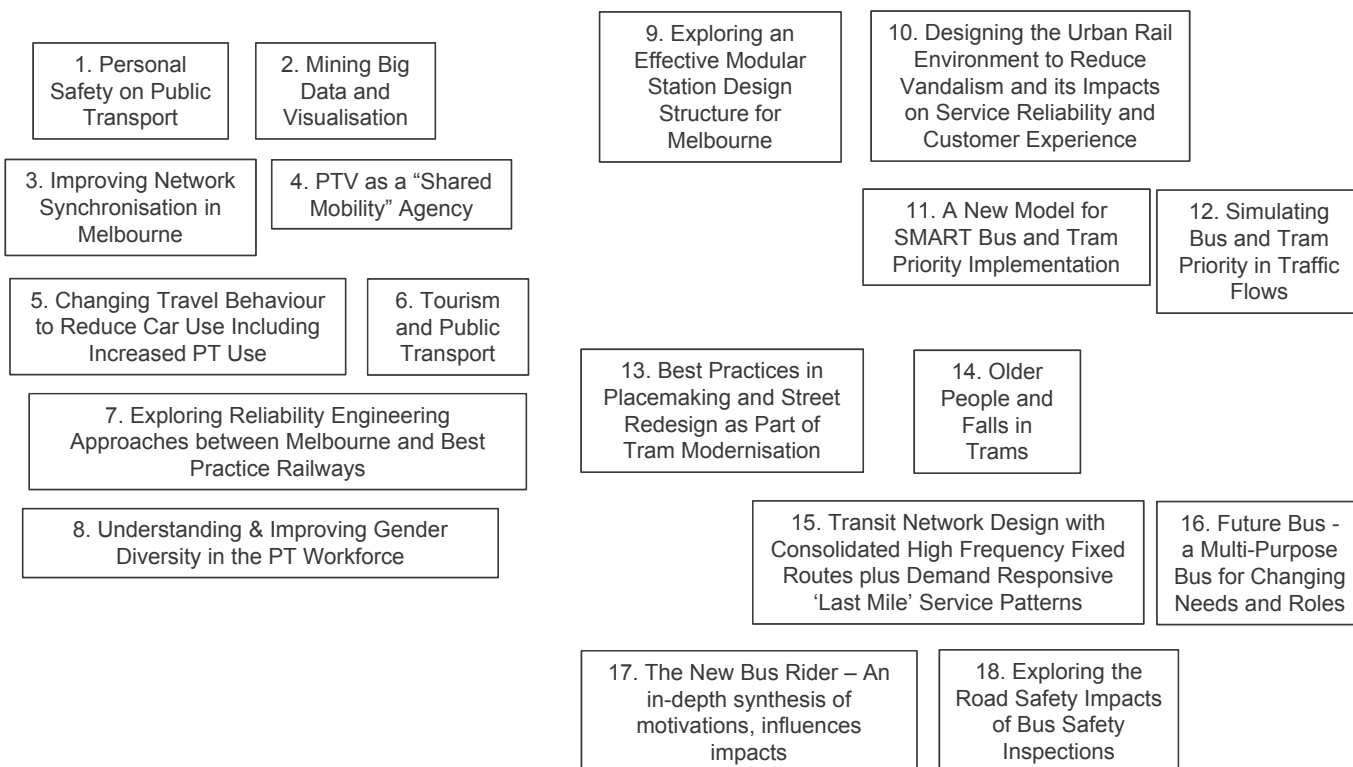 1. Personal
Safety on Public
Transport
2. Mining Big
Data and
Visualisation
3. Improving Network
Synchronisation in
Melbourne
4. PTV as a “Shared
Mobility” Agency
5. Changing Travel Behaviour
to Reduce Car Use Including
Increased PT Use
6. Tourism
and Public
Transport
7. Exploring Reliability Engineering
Approaches between Melbourne and Best
Practice Railways
8. Understanding & Improving Gender
Diversity in the PT Workforce
9. Exploring an
Effective Modular
Station Design
Structure for
Melbourne
10. Designing the Urban Rail
Environment to Reduce
Vandalism and its Impacts
on Service Reliability and
Customer Experience
11. A New Model for
SMART Bus and Tram
Priority Implementation
12. Simulating
Bus and Tram
Priority in Traffic
Flows
13. Best Practices in
Placemaking and Street
Redesign as Part of
Tram Modernisation
14. Older
People and
Falls in
Trams
15. Transit Network Design with
Consolidated High Frequency Fixed
Routes plus Demand Responsive
‘Last Mile’ Service Patterns
16. Future Bus -
a Multi-Purpose
Bus for Changing
Needs and Roles
17. The New Bus Rider – An
in-depth synthesis of
motivations, influences
impacts
18. Exploring the
Road Safety Impacts
of Bus Safety
Inspections